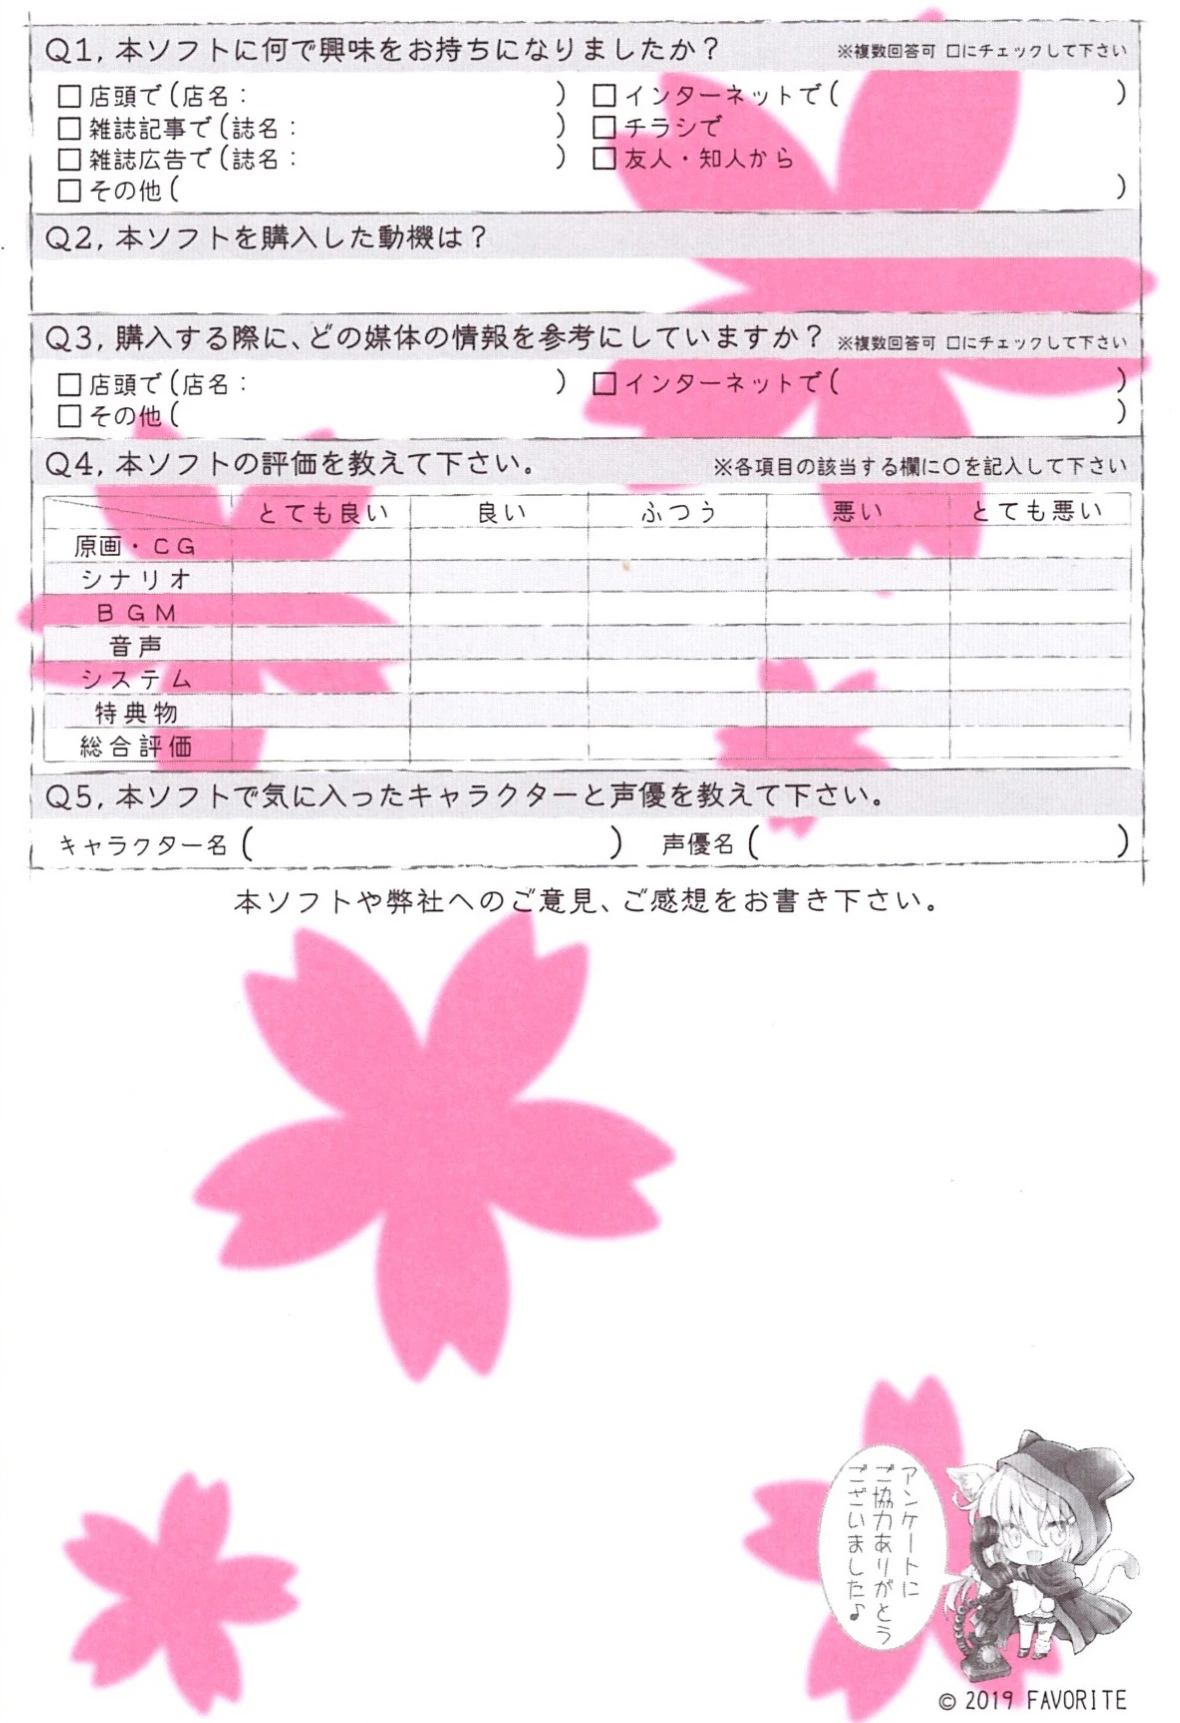 Q1, 本ソフトに何で興味をお持ちになりましたか？ ※複数回答可 □にチェックして下さい
□店頭で(店名： ) □インターネットで( )
□雑誌記事で(誌名： ) □チラシで
□雑誌広告で(誌名： ) □友人・知人から
□その他( )
Q2, 本ソフトを購入した動機は？
Q3, 購入する際に、どの媒体の情報を参考にしていますか？ ※複数回答可 □にチェックして下さい
□店頭で(店名： ) □インターネットで( )
□その他( )
Q4, 本ソフトの評価を教えて下さい。 ※各項目の該当する欄に○を記入して下さい
とても良い 良い ふつう 悪い とても悪い
原画・CG
シナリオ
BGM
音声
システム
特典物
総合評価
Q5, 本ソフトで気に入ったキャラクターと声優を教えて下さい。
キャラクター名( ) 声優名( )
本ソフトや弊社へのご意見、ご感想をお書き下さい。
アンケートに
ご協力ありがとう
ございました♪
© 2019 FAVORITE